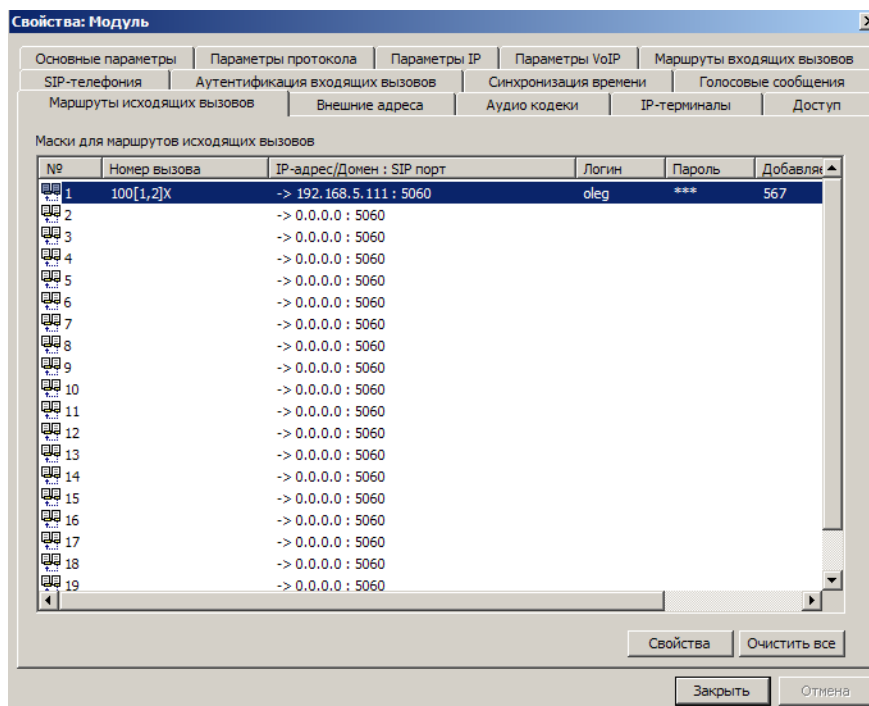 Свойства: Модуль
Основные параметры Параметры протокола Параметры IP Параметры VoIP Маршруты входящих вызовов
SIP-телефония Аутентификация входящих вызовов Синхронизация времени Голосовые сообщения
Маршруты исходящих вызовов Внешние адреса Аудио кодеки IP-терминалы Доступ
Маски для маршрутов исходящих вызовов
№ Номер вызова IP-адрес/Домен : SIP порт Логин Пароль Добавляе
1 100[1,2]X -> 192.168.5.111 : 5060 oleg *** 567
2 -> 0.0.0.0 : 5060
3 -> 0.0.0.0 : 5060
4 -> 0.0.0.0 : 5060
5 -> 0.0.0.0 : 5060
6 -> 0.0.0.0 : 5060
7 -> 0.0.0.0 : 5060
8 -> 0.0.0.0 : 5060
9 -> 0.0.0.0 : 5060
10 -> 0.0.0.0 : 5060
11 -> 0.0.0.0 : 5060
12 -> 0.0.0.0 : 5060
13 -> 0.0.0.0 : 5060
14 -> 0.0.0.0 : 5060
15 -> 0.0.0.0 : 5060
16 -> 0.0.0.0 : 5060
17 -> 0.0.0.0 : 5060
18 -> 0.0.0.0 : 5060
19 -> 0.0.0.0 : 5060
Свойства Очистить все
Закрыть Отмена